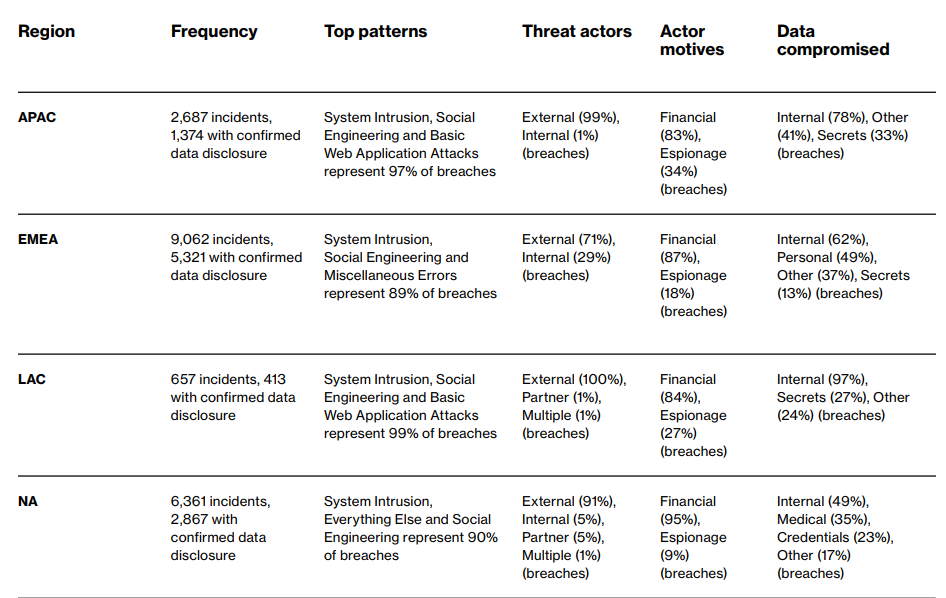 Region
Frequency
Top patterns
Threat actors
Actor
motives
Data
compromised
APAC
2,687 incidents,
1,374 with confirmed
data disclosure
System Intrusion, Social
Engineering and Basic
Web Application Attacks
represent 97% of breaches
External (99%),
Internal (1%)
(breaches)
Financial
(83%),
Espionage
(34%)
(breaches)
Internal (78%), Other
(41%), Secrets (33%)
(breaches)
EMEA
9,062 incidents,
5,321 with confirmed
data disclosure
System Intrusion,
Social Engineering and
Miscellaneous Errors
represent 89% of breaches
External (71%),
Internal (29%)
(breaches)
Financial
(87%),
Espionage
(18%)
(breaches)
Internal (62%),
Personal (49%),
Other (37%), Secrets
(13%) (breaches)
LAC
657 incidents, 413
with confirmed data
disclosure
System Intrusion, Social
Engineering and Basic
Web Application Attacks
represent 99% of breaches
External (100%),
Partner (1%),
Multiple (1%)
(breaches)
Financial
(84%),
Espionage
(27%)
(breaches)
Internal (97%),
Secrets (27%), Other
(24%) (breaches)
NA
6,361 incidents,
2,867 with
confirmed data
disclosure
System Intrusion,
Everything Else and Social
Engineering represent 90%
of breaches
External (91%),
Internal (5%),
Partner (5%),
Multiple (1%)
(breaches)
Financial
(95%),
Espionage
(9%)
(breaches)
Internal (49%),
Medical (35%),
Credentials (23%),
Other (17%)
(breaches)